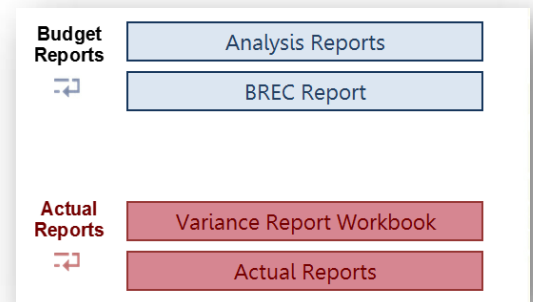 Budget
Reports
Analysis Reports
BREC Report
Actual
Reports
Variance Report Workbook
Actual Reports